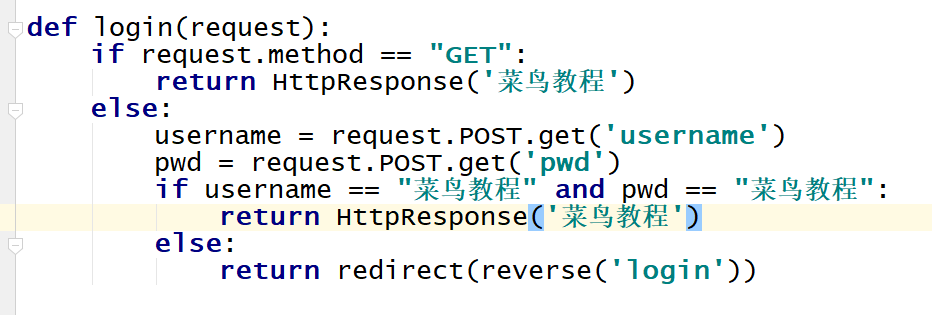 def login(request):
    if request.method == "GET":
        return HttpResponse('菜鸟教程')
    else:
        username = request.POST.get('username')
        pwd = request.POST.get('pwd')
        if username == "菜鸟教程" and pwd == "菜鸟教程":
            return HttpResponse('菜鸟教程')
        else:
            return redirect(reverse('login'))